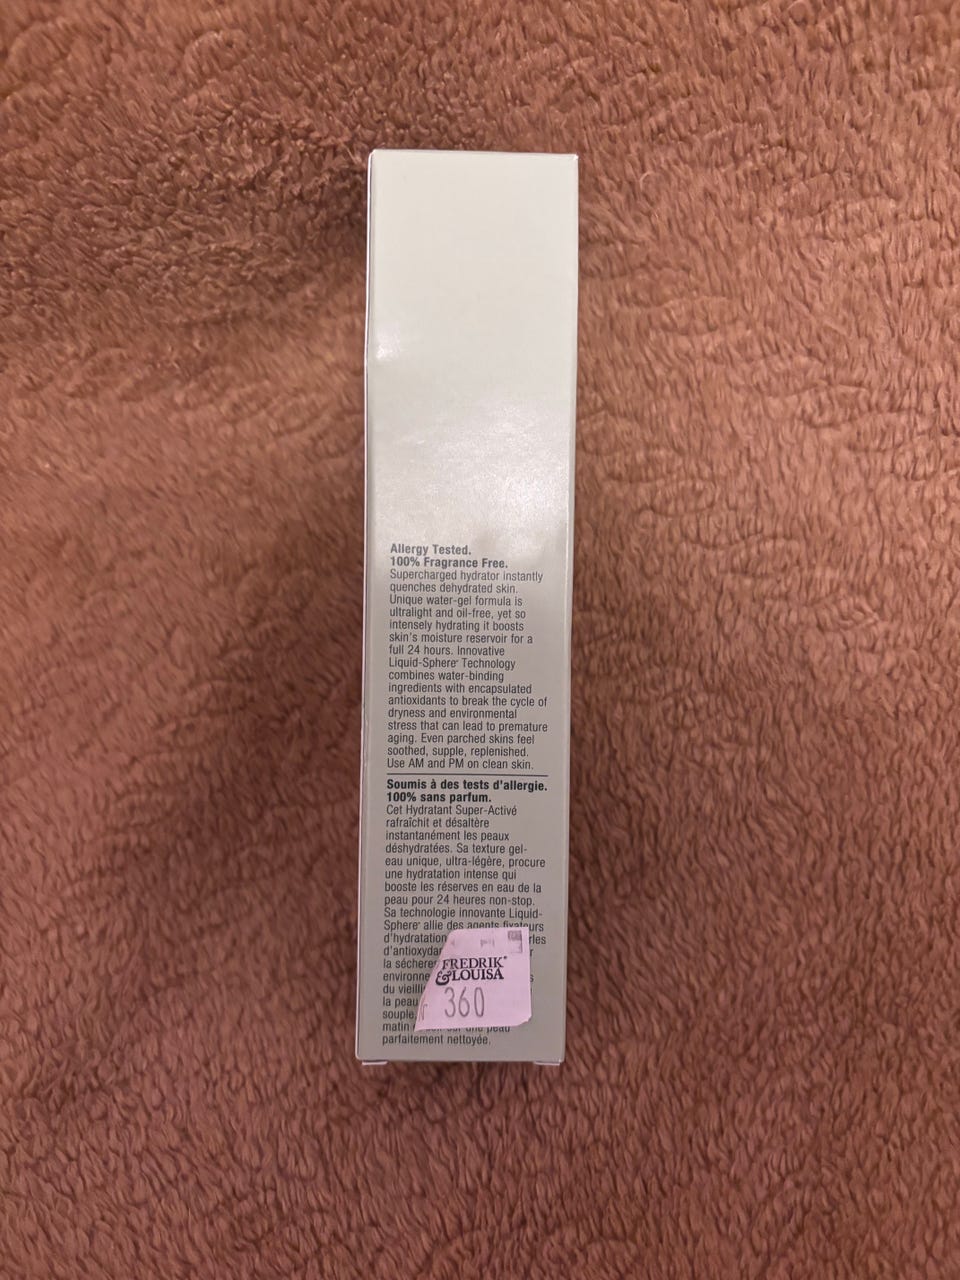 Allergy Tested.
100% Fragrance Free.
Supercharged hydrator instantly
quenches dehydrated skin.
Unique water-gel formula is
ultralight and oil-free, yet so
intensely hydrating it boosts
skin's moisture reservoir for a
full 24 hours. Innovative
Liquid-Sphere™ Technology
combines water-binding
ingredients with encapsulated
antioxidants to break the cycle of
dryness and environmental
stress that can lead to premature
aging. Even parched skins feel
soothed, supple, replenished.
Use AM and PM on clean skin.
Soumis à des tests d'allergie.
100% sans parfum.
Cet Hydratant Super-Activé
rafraîchit et désaltère
instantanément les peaux
déshydratées. Sa texture gel-
eau unique, ultra-légère, procure
une hydratation intense qui
booste les réserves en eau de la
peau pour 24 heures non-stop.
Sa technologie innovante Liquid-
Sphere™ allie des agents fixateurs
d'hydratation
la
du
la peau
souple,
matin une peau
parfaitement nettoyée.
FREDRIK®
&LOUISA
360